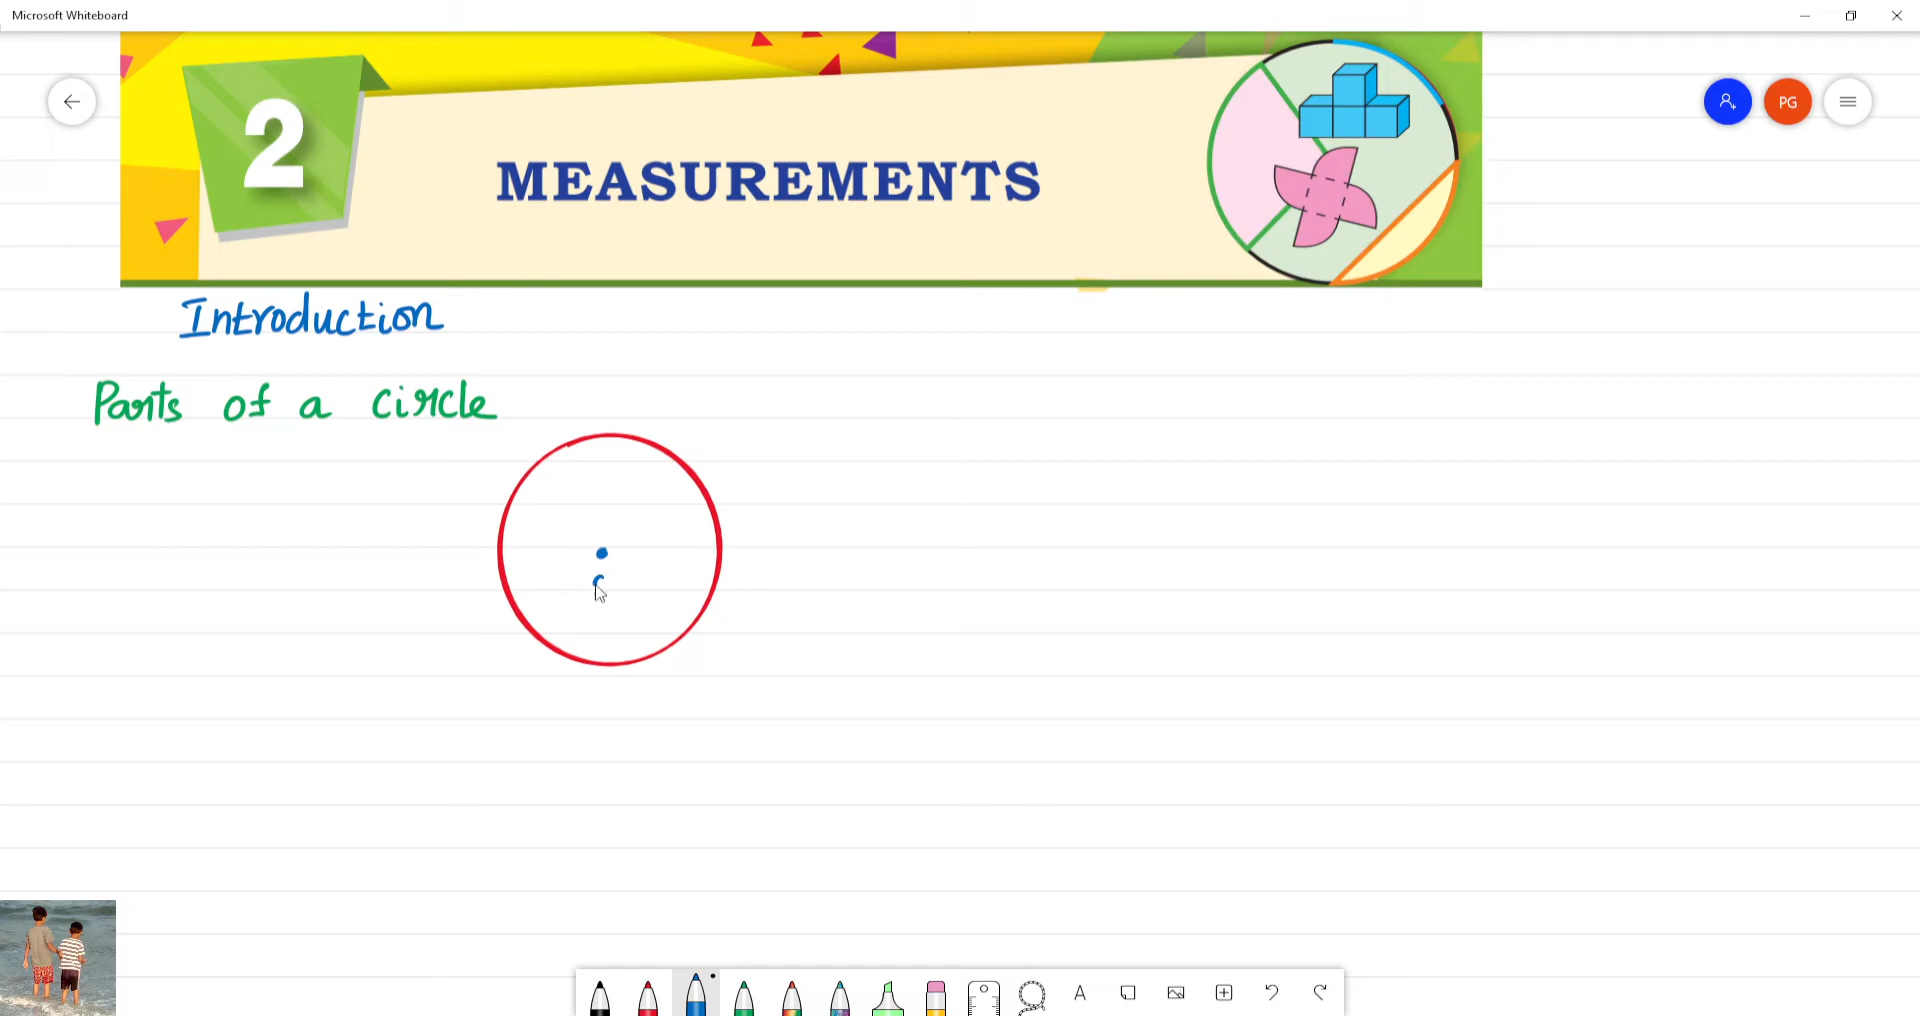 Microsoft Whiteboard
2
MEASUREMENTS
PG
Introduction
Parts of a circle
A